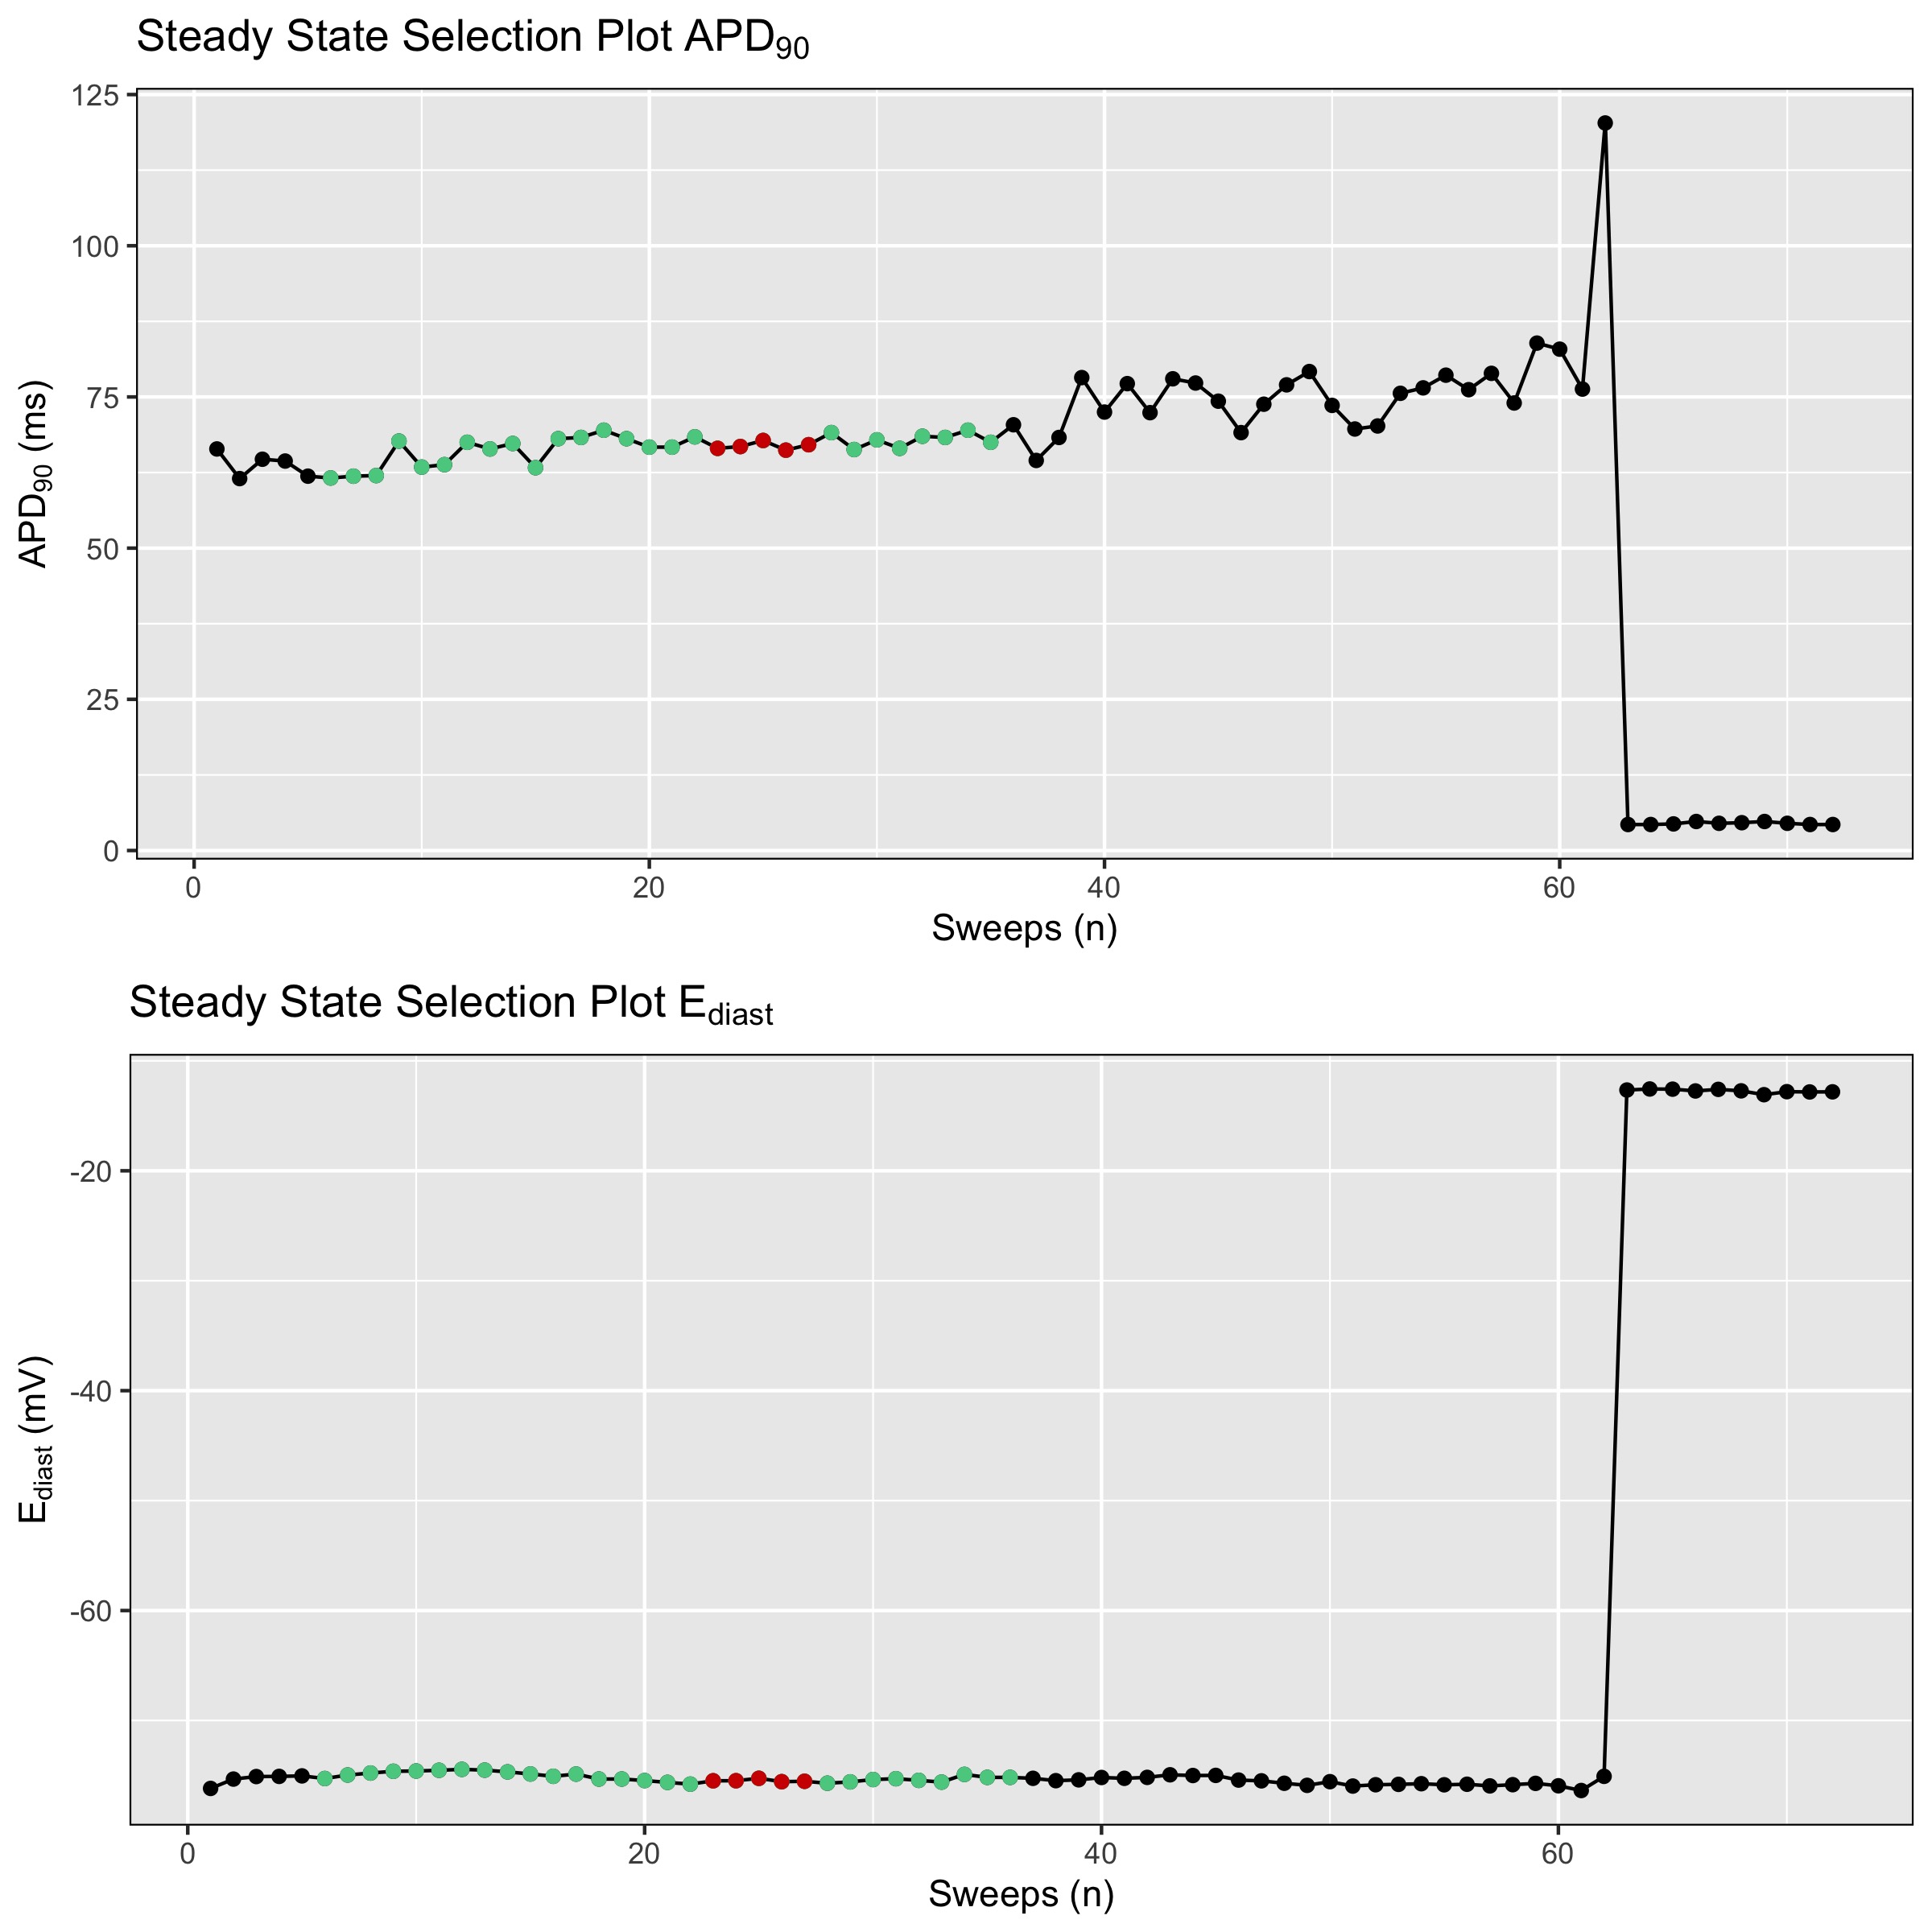 Steady State Selection Plot APD90
125
100
75
50
25
0
APD90 (ms)
0 20 40 60
Sweeps (n)
Steady State Selection Plot Ediast
-20
-40
-60
Ediast (mV)
0 20 40 60
Sweeps (n)